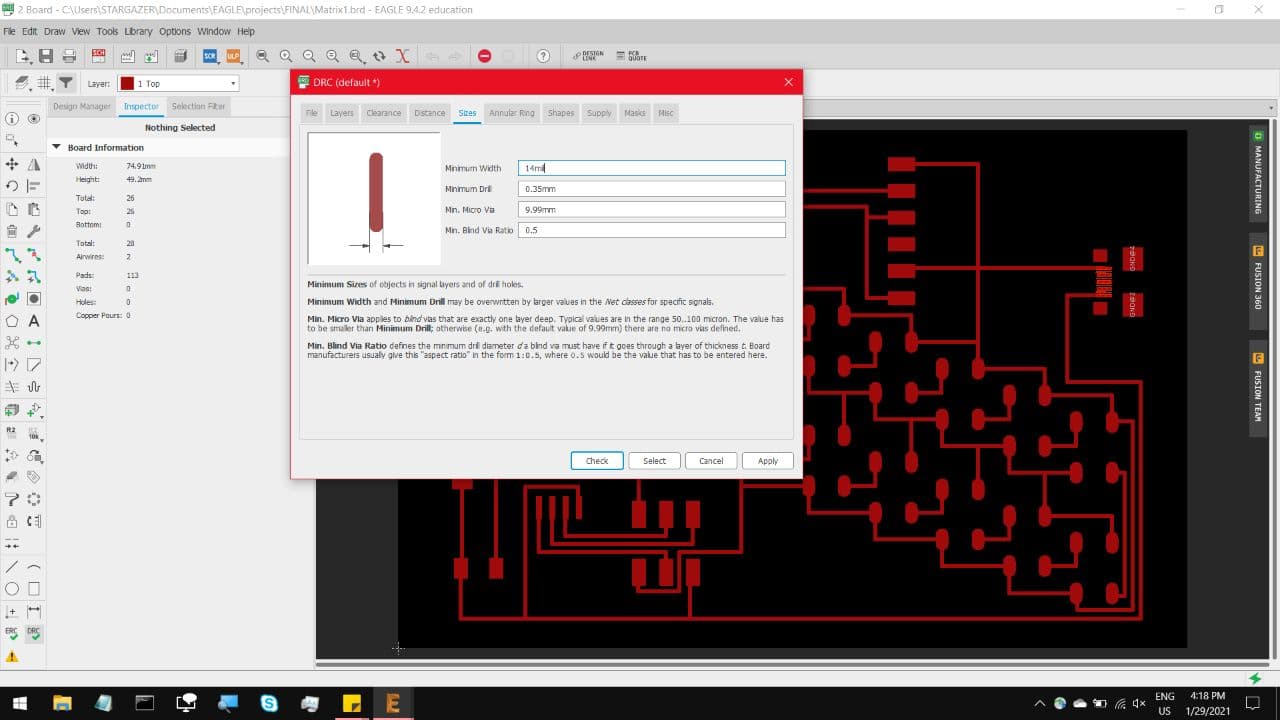 2 Board - C:\Users\STARGAZER\Documents\EAGLE\projects\FINAL\Matrix1.brd - EAGLE 9.4.2 education
File Edit Draw View Tools Library Options Window Help
SCH SCR ULP ? DESIGN LINK PCB QUOTE
Layer: 1 Top
Design Manager Inspector Selection Filter
Nothing Selected
Board Information
Width: 74.91mm
Height: 49.2mm
Total: 26
Top: 26
Bottom: 0
Total: 28
Airwires: 2
Pads: 113
Vias: 0
Holes: 0
Copper Pours: 0
A
R2
10k
ERC DRC
DRC (default *)
File Layers Clearance Distance Sizes Annular Ring Shapes Supply Masks Misc
Minimum Width 14mil
Minimum Drill 0.35mm
Min. Micro Via 9.99mm
Min. Blind Via Ratio 0.5
Minimum Sizes of objects in signal layers and of drill holes.
Minimum Width and Minimum Drill may be overwritten by larger values in the Net classes for specific signals.
Min. Micro Via applies to blind vias that are exactly one layer deep. Typical values are in the range 50..100 micron. The value has
to be smaller than Minimum Drill; otherwise (e.g. with the default value of 9.99mm) there are no micro vias defined.
Min. Blind Via Ratio defines the minimum drill diameter d a blind via must have if it goes through a layer of thickness t. Board
manufacturers usually give this "aspect ratio" in the form 1:0.5, where 0.5 would be the value that has to be entered here.
Check Select Cancel Apply
MANUFACTURING
FUSION 360
FUSION TEAM
ENG
US
4:18 PM
1/29/2021